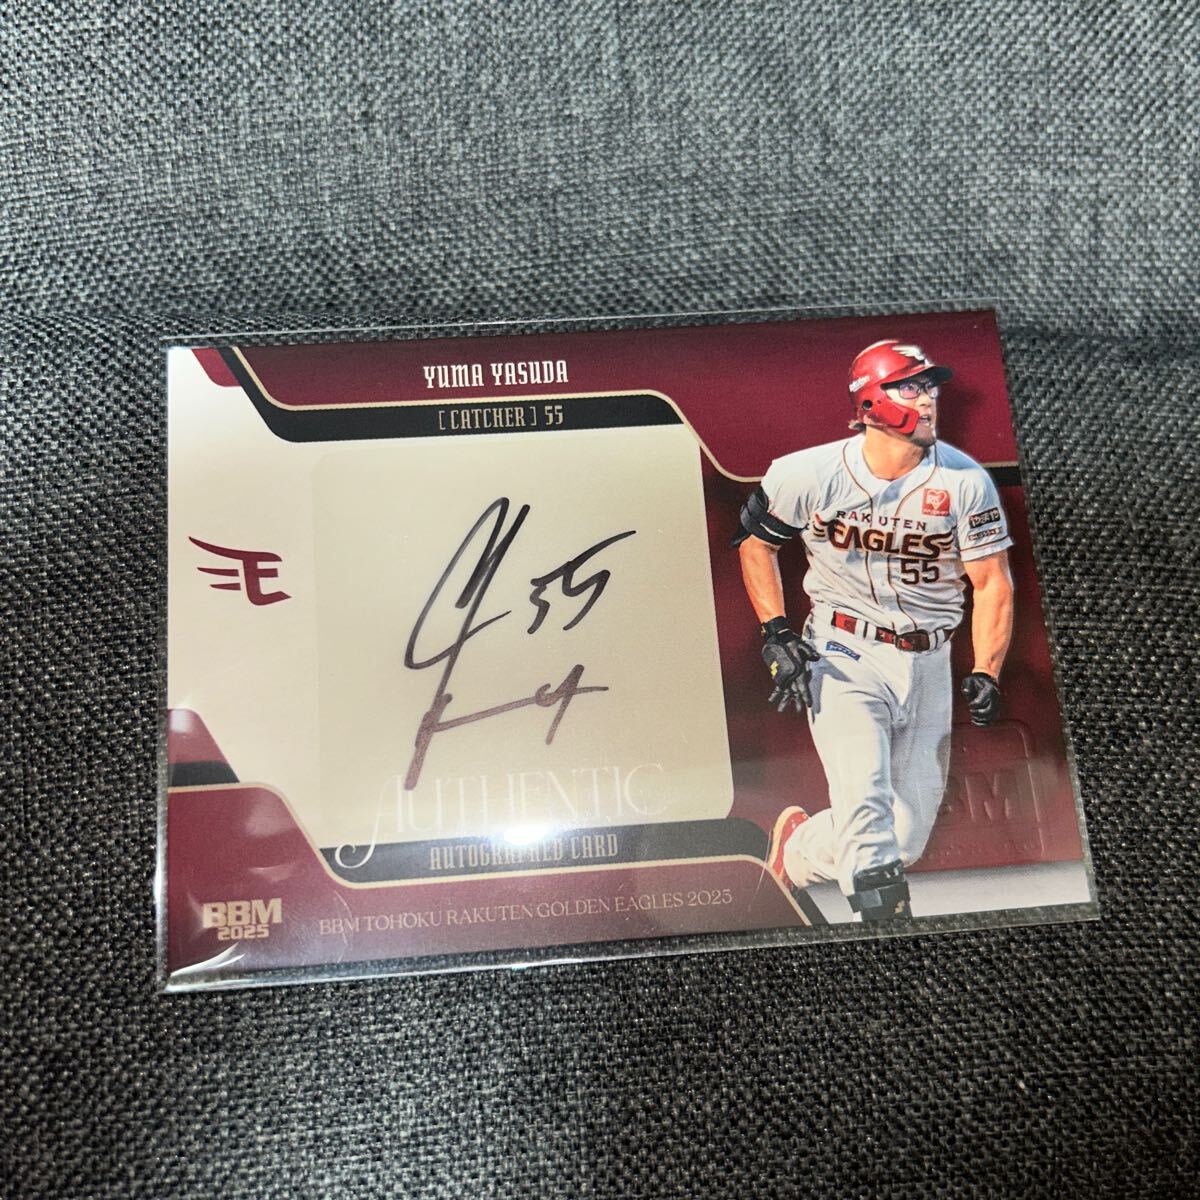 YUMA YASUDA
[CATCHER] 55
RAKUTEN
EAGLES
55
55
E
AUTHENTIC
AUTOGRAPHED CARD
BBM
2025
BBM TOHOKU RAKUTEN GOLDEN EAGLES 2025
BBM